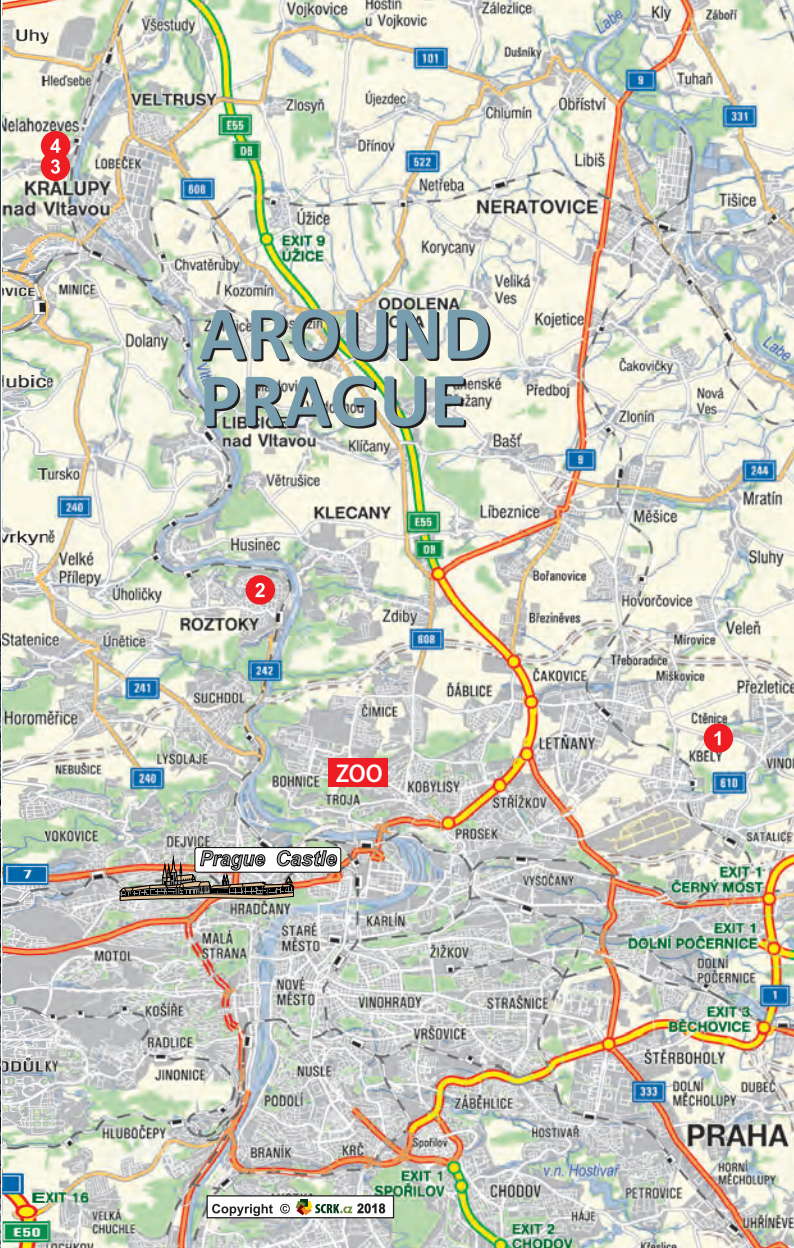 Vojkovice
Hostín
u Vojkovic
Zálezlice
Labe
Kly
Záboří
Všestudy
Uhy
101
Dušníky
9
Tuhaň
Hleďsebe
VELTRUSY
Zlosyň
Újezdec
Chlumín
Obříství
331
E55
D8
Nelahozeves
4
3
LOBEČEK
Dřínov
522
Libiš
KRALUPY
nad Vltavou
608
Netřeba
NERATOVICE
Tišice
Úžice
EXIT 9
ÚŽICE
Korycany
Chvatěruby
MINICE
Kozomín
Veliká
Ves
ODOLENA
Kojetice
Labe
AROUND
PRAGUE
Dolany
Čakovičky
Předboj
Nová
Ves
Zlonín
nad Vltavou
Klíčany
Bašť
9
244
Mratín
Tursko
Větrušice
240
KLECANY
E55
D8
Líbeznice
Měšice
Husinec
Velké
Přílepy
Sluhy
Úholičky
2
Bořanovice
Hovorčovice
ROZTOKY
Zdiby
608
Březiněves
Veleň
Mírovice
Statenice
Únětice
Třeboradice
Miškovice
242
241
SUCHDOL
ĎÁBLICE
ČAKOVICE
Přezletice
Horoměřice
ČIMICE
Ctěnice
1
LETŇANY
KBELY
LYSOLAJE
NEBUŠICE
240
BOHNICE
ZOO
TROJA
KOBYLISY
STŘÍŽKOV
610
PROSEK
VOKOVICE
DEJVICE
SATALICE
7
Prague Castle
VYSOČANY
EXIT 1
ČERNÝ MOST
HRADČANY
KARLÍN
MALÁ
STRANA
STARÉ
MĚSTO
EXIT 1
DOLNÍ POČERNICE
MOTOL
ŽIŽKOV
DOLNÍ
POČERNICE
NOVÉ
MĚSTO
VINOHRADY
STRAŠNICE
1
KOŠÍŘE
EXIT 3
BĚCHOVICE
RADLICE
VRŠOVICE
ŠTĚRBOHOLY
JINONICE
NUSLE
333
DOLNÍ
MĚCHOLUPY
DUBEČ
PODOLÍ
ZÁBĚHLICE
HLUBOČEPY
HOSTIVAŘ
PRAHA
BRANÍK
KRČ
Spořilov
v.n. Hostivař
HORNÍ
MĚCHOLUPY
EXIT 1
SPOŘILOV
CHODOV
PETROVICE
EXIT 16
E50
VELKÁ
CHUCHLE
Copyright © SCRK.cz 2018
HÁJE
EXIT 2
CHODOV